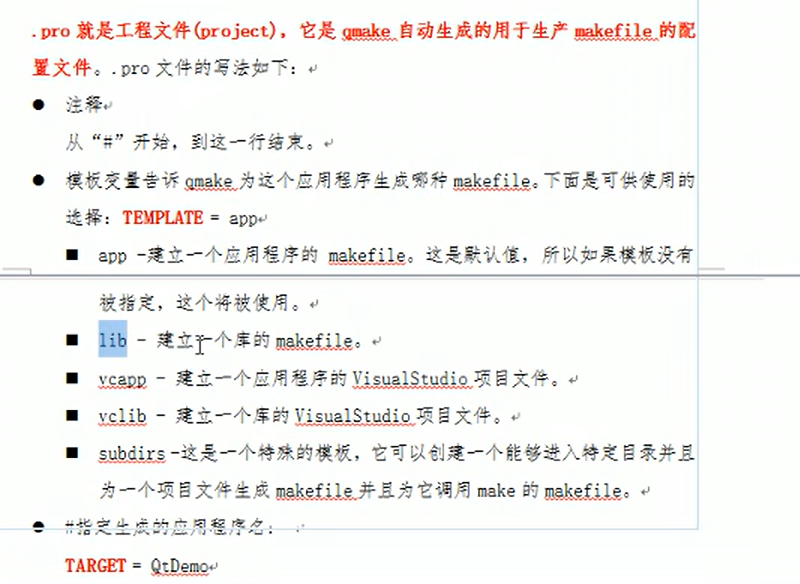 .pro 就是工程文件(project)，它是 qmake 自动生成的用于生产 makefile 的配
置文件。.pro 文件的写法如下：
● 注释
从“#”开始，到这一行结束。
● 模板变量告诉 qmake 为这个应用程序生成哪种 makefile。下面是可供使用的
选择：TEMPLATE = app
■ app -建立一个应用程序的 makefile。这是默认值，所以如果模板没有
被指定，这个将被使用。
■ lib - 建立一个库的 makefile。
■ vcapp - 建立一个应用程序的 VisualStudio 项目文件。
■ vclib - 建立一个库的 VisualStudio 项目文件。
■ subdirs -这是一个特殊的模板，它可以创建一个能够进入特定目录并且
为一个项目文件生成 makefile 并且为它调用 make 的 makefile。
● #指定生成的应用程序名：
TARGET = QtDemo